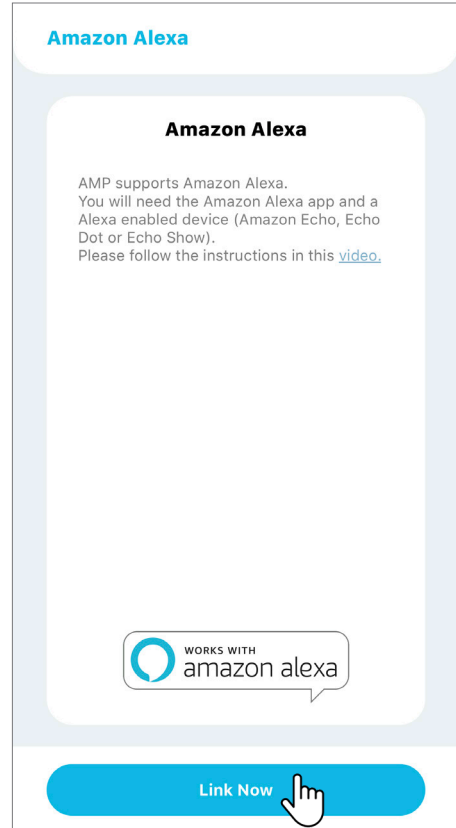 Amazon Alexa
Amazon Alexa
AMP supports Amazon Alexa.
You will need the Amazon Alexa app and a
Alexa enabled device (Amazon Echo, Echo
Dot or Echo Show).
Please follow the instructions in this video.
WORKS WITH
amazon alexa
Link Now